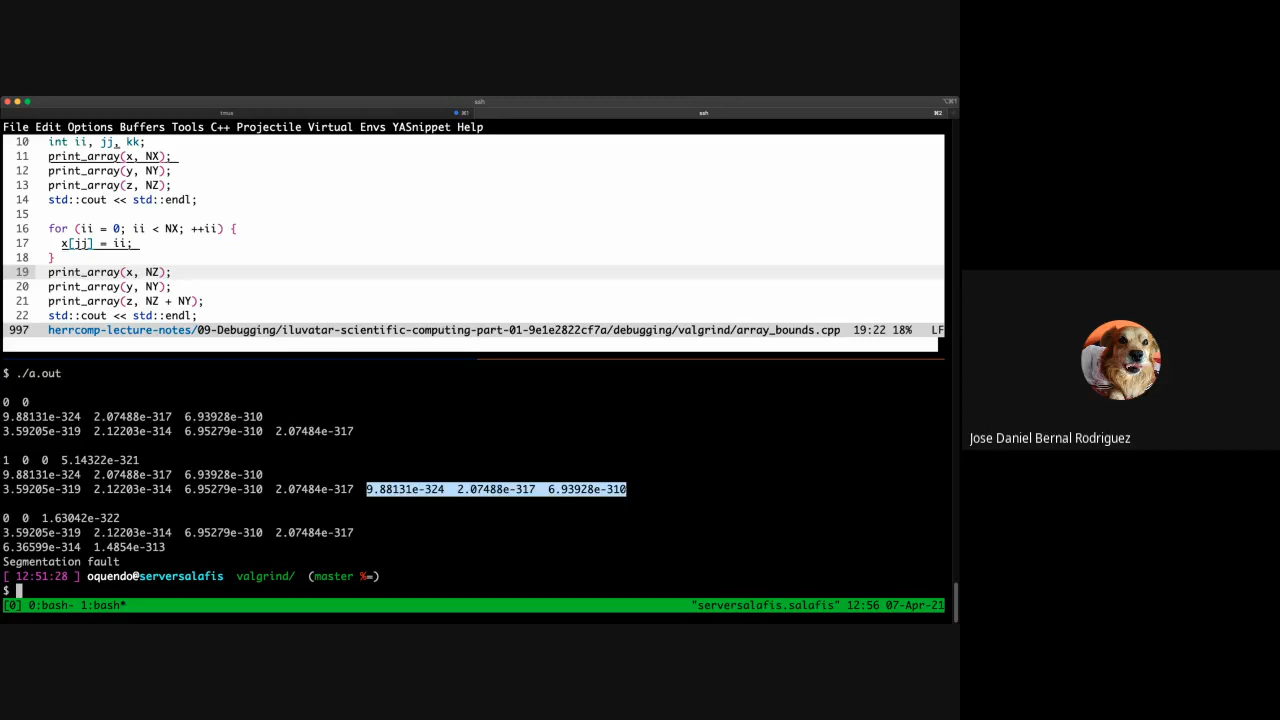 ssh
⌥⌘1
tmux
⌘1
ssh
⌘2
File Edit Options Buffers Tools C++ Projectile Virtual Envs YASnippet Help
10 int ii, jj, kk;
11 print_array(x, NX);
12 print_array(y, NY);
13 print_array(z, NZ);
14 std::cout << std::endl;
15
16 for (ii = 0; ii < NX; ++ii) {
17 x[jj] = ii;
18 }
19 print_array(x, NZ);
20 print_array(y, NY);
21 print_array(z, NZ + NY);
22 std::cout << std::endl;
997 herrcomp-lecture-notes/09-Debugging/iluvatar-scientific-computing-part-01-9e1e2822cf7a/debugging/valgrind/array_bounds.cpp 19:22 18% LF
$ ./a.out
0 0
9.88131e-324 2.07488e-317 6.93928e-310
3.59205e-319 2.12203e-314 6.95279e-310 2.07484e-317
1 0 0 5.14322e-321
9.88131e-324 2.07488e-317 6.93928e-310
3.59205e-319 2.12203e-314 6.95279e-310 2.07484e-317 9.88131e-324 2.07488e-317 6.93928e-310
0 0 1.63042e-322
3.59205e-319 2.12203e-314 6.95279e-310 2.07484e-317
6.36599e-314 1.4854e-313
Segmentation fault
[ 12:51:28 ] oquendo@serversalafis valgrind/ (master %=)
$
[0] 0:bash- 1:bash* "serversalafis.salafis" 12:56 07-Apr-21
Jose Daniel Bernal Rodriguez